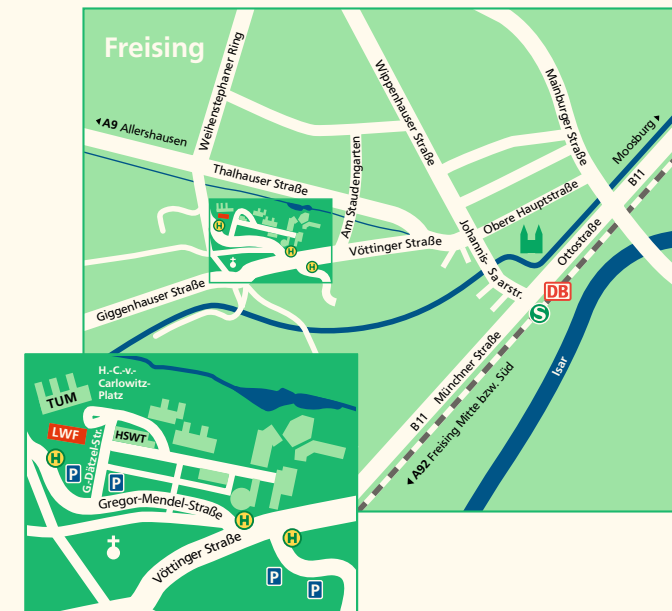 Freising
Weihenstephaner Ring
Wippenhauser Straße
Mainburger Straße
A9 Allershausen
Moosburg
B11
Thalhauser Straße
Am Staudengarten
Obere Hauptstraße
Vöttinger Straße
Johannis-
Saarstr.
Ottostraße
H
H
H
Giggenhauser Straße
DB
S
Münchner Straße
B11
A92 Freising Mitte bzw. Süd
Isar
H.-C.-v.-
Carlowitz-
Platz
TUM
LWF
HSWT
G.-Dätzel-Str.
H
P
P
Gregor-Mendel-Straße
H
Vöttinger Straße
H
P
P